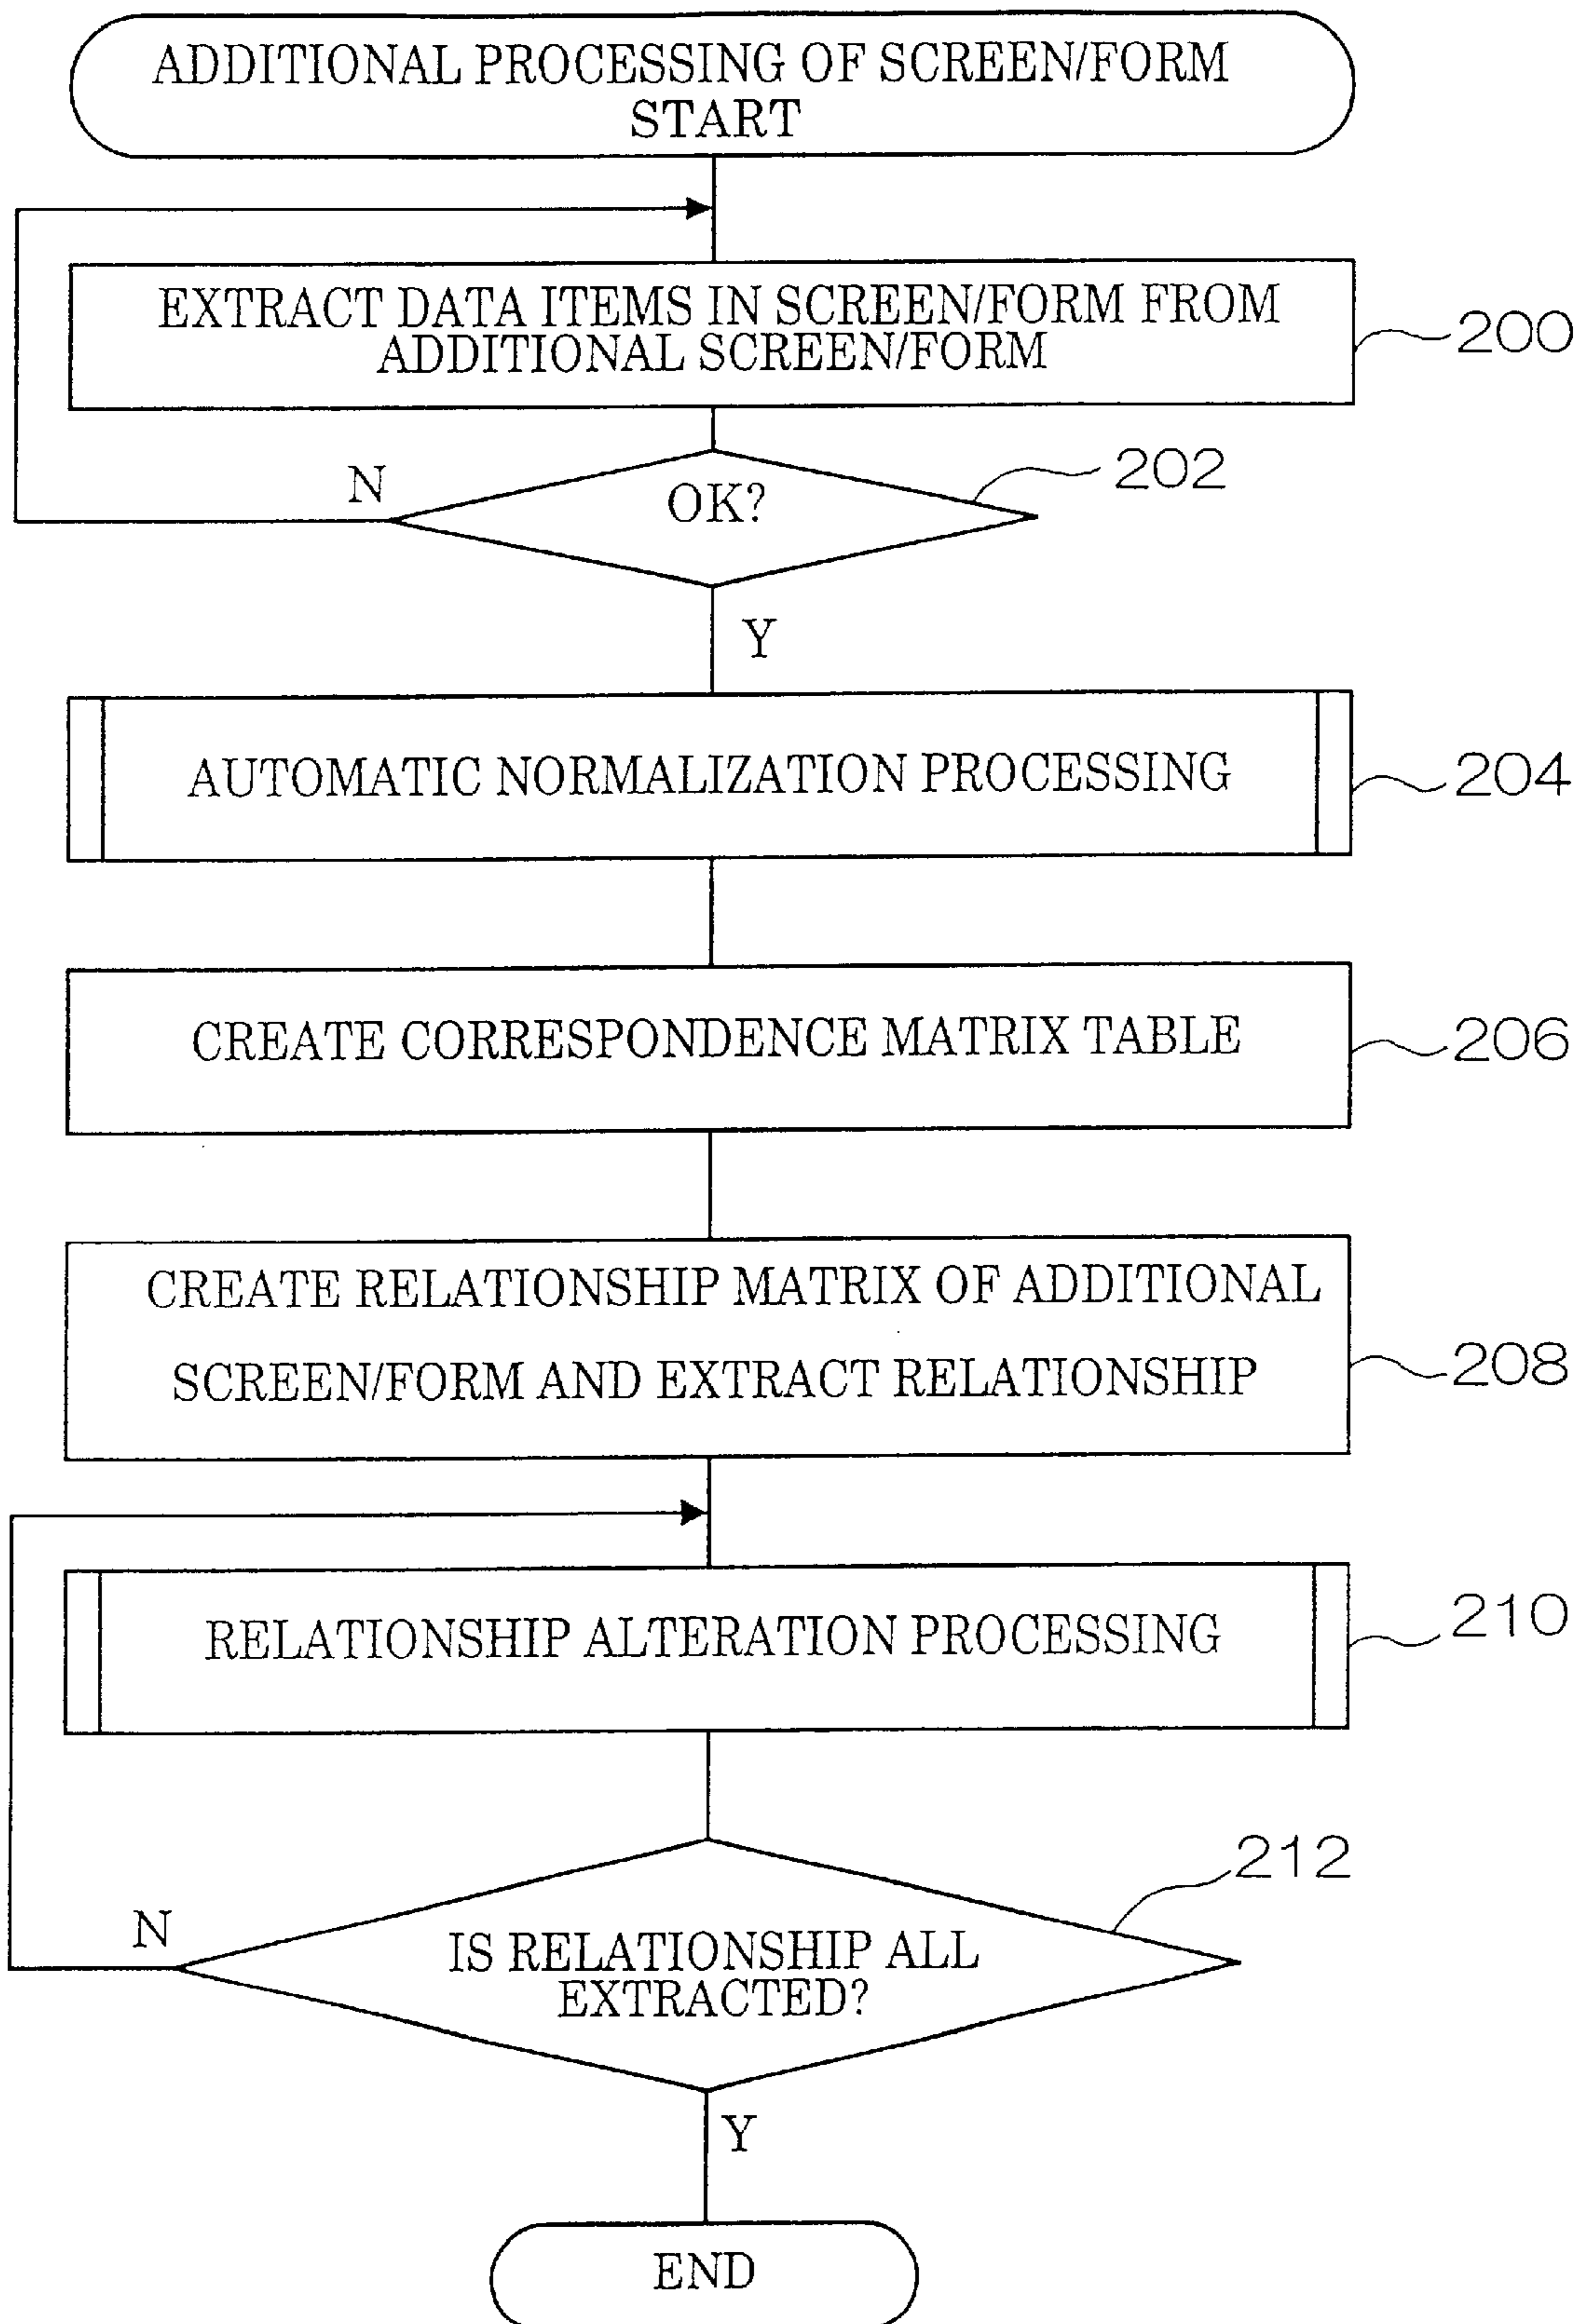 ADDITIONAL PROCESSING OF SCREEN/FORM
START
EXTRACT DATA ITEMS IN SCREEN/FORM FROM
ADDITIONAL SCREEN/FORM
200
N
OK?
202
Y
AUTOMATIC NORMALIZATION PROCESSING
204
CREATE CORRESPONDENCE MATRIX TABLE
206
CREATE RELATIONSHIP MATRIX OF ADDITIONAL
SCREEN/FORM AND EXTRACT RELATIONSHIP
208
RELATIONSHIP ALTERATION PROCESSING
210
212
N
IS RELATIONSHIP ALL
EXTRACTED?
Y
END